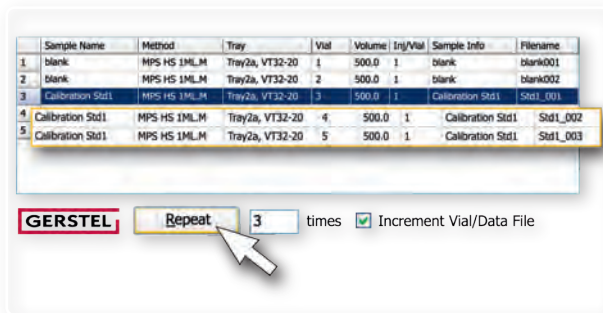 Sample Name Method Tray Vial Volume Inj/Vial Sample Info Filename
1 blank MPS HS 1ML.M Tray2a, VT32-20 1 500.0 1 blank blank001
2 blank MPS HS 1ML.M Tray2a, VT32-20 2 500.0 1 blank blank002
3 Calibration Std1 MPS HS 1ML.M Tray2a, VT32-20 3 500.0 1 Calibration Std1 Std1_001
4 Calibration Std1 MPS HS 1ML.M Tray2a, VT32-20 4 500.0 1 Calibration Std1 Std1_002
5 Calibration Std1 MPS HS 1ML.M Tray2a, VT32-20 5 500.0 1 Calibration Std1 Std1_003
GERSTEL Repeat 3 times Increment Vial/Data File